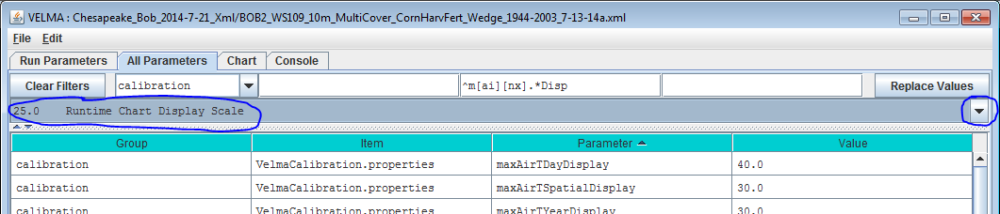 VELMA : Chesapeake_Bob_2014-7-21_Xml/BOB2_WS109_10m_MultiCover_CornHarvFert_Wedge_1944-2003_7-13-14a.xml
File Edit
Run Parameters All Parameters Chart Console
Clear Filters calibration ^m[ai][nx].*Disp Replace Values
25.0 Runtime Chart Display Scale
Group Item Parameter Value
calibration VelmaCalibration.properties maxAirTDayDisplay 40.0
calibration VelmaCalibration.properties maxAirTSpatialDisplay 30.0
calibration VelmaCalibration.properties maxAirTYearDisplay 30.0